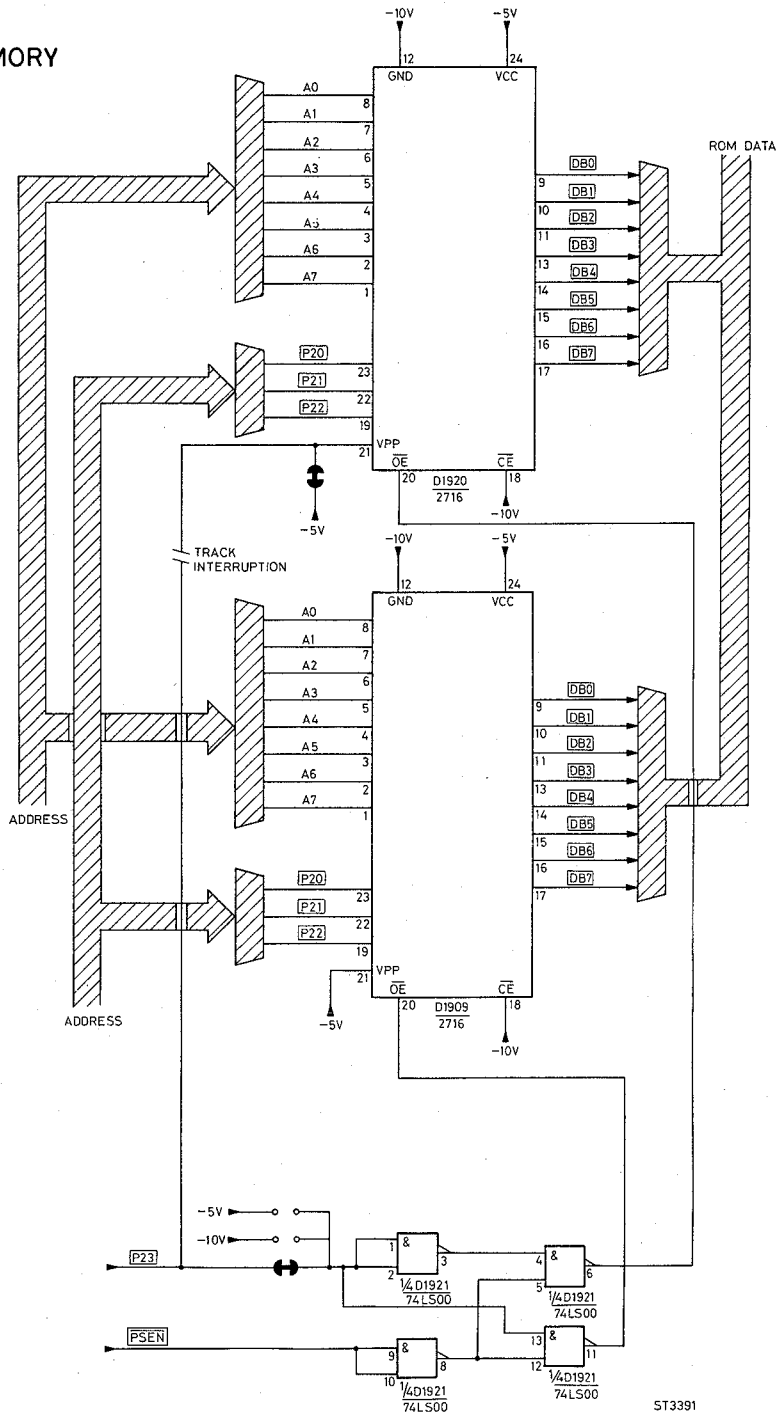 MORY
-10V
-5V
12
24
GND
VCC
A0
8
A1
7
A2
6
A3
5
A4
4
A5
3
A6
2
A7
1
DB0
9
DB1
10
DB2
11
DB3
13
DB4
14
DB5
15
DB6
16
DB7
17
ROM DATA
P20
23
P21
22
P22
19
VPP
21
OE
20
CE
18
D1920
2716
-5V
-10V
TRACK
INTERRUPTION
-10V
-5V
12
24
GND
VCC
A0
8
A1
7
A2
6
A3
5
A4
4
A5
3
A6
2
A7
1
DB0
9
DB1
10
DB2
11
DB3
13
DB4
14
DB5
15
DB6
16
DB7
17
ADDRESS
P20
23
P21
22
P22
19
VPP
21
OE
20
CE
18
D1909
2716
-5V
-10V
ADDRESS
-5V
-10V
P23
1
2
&
3
1/4 D1921
74LS00
4
5
&
6
1/4 D1921
74LS00
PSEN
9
10
&
8
1/4 D1921
74LS00
13
12
&
11
1/4 D1921
74LS00
ST3391